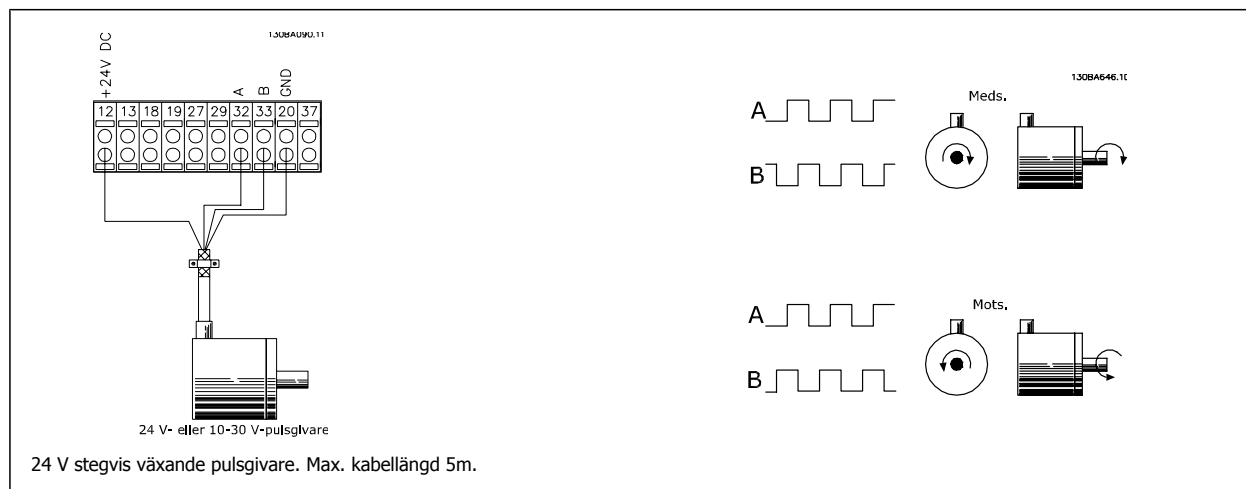 130BA090.11
+24V DC
A
B
GND
12 13 18 19 27 29 32 33 20 37
24 V- eller 10-30 V-pulsgivare
130BA646.10
A
B
Meds.
A
B
Mots.
24 V stegvis växande pulsgivare. Max. kabellängd 5m.